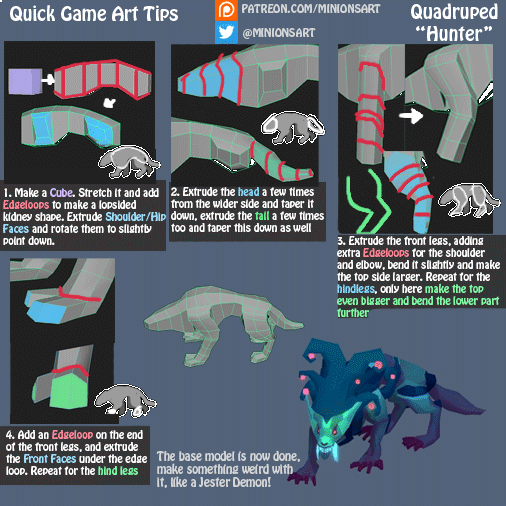 Quick Game Art Tips
PATREON.COM/MINIONSART
@MINIONSART
Quadruped
"Hunter"
1. Make a Cube. Stretch it and add
Edgeloops to make a lopsided
kidney shape. Extrude Shoulder/Hip
Faces and rotate them to slightly
point down.
2. Extrude the head a few times
from the wider side and taper it
down, extrude the tail a few times
too and taper this down as well
3. Extrude the front legs, adding
extra Edgeloops for the shoulder
and elbow, bend it slightly and make
the top side larger. Repeat for the
hindlegs, only here make the top
even bigger and bend the lower part
further
4. Add an Edgeloop on the end
of the front legs, and extrude
the Front Faces under the edge
loop. Repeat for the hind legs
The base model is now done,
make something weird with
it, like a Jester Demon!